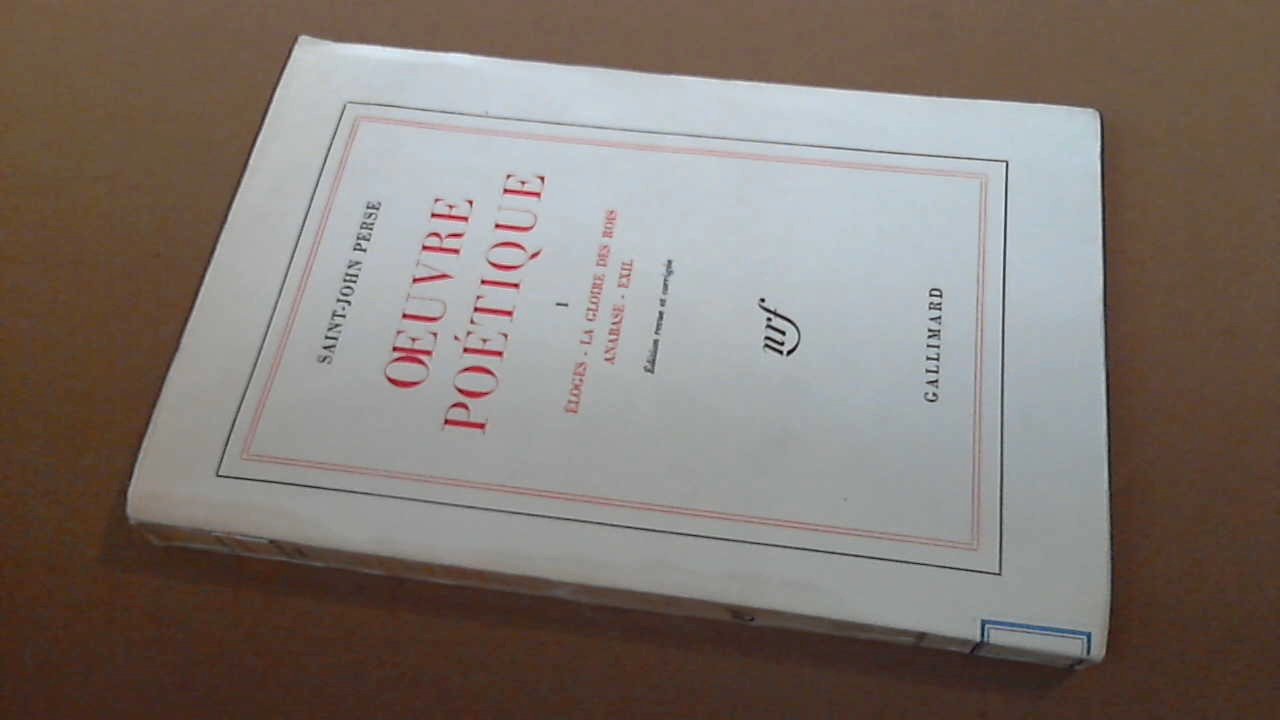 SAINT-JOHN PERSE
ŒUVRE
POÉTIQUE
I
ÉLOGES - LA GLOIRE DES ROIS
ANABASE - EXIL
Édition revue et corrigée
nrf
GALLIMARD